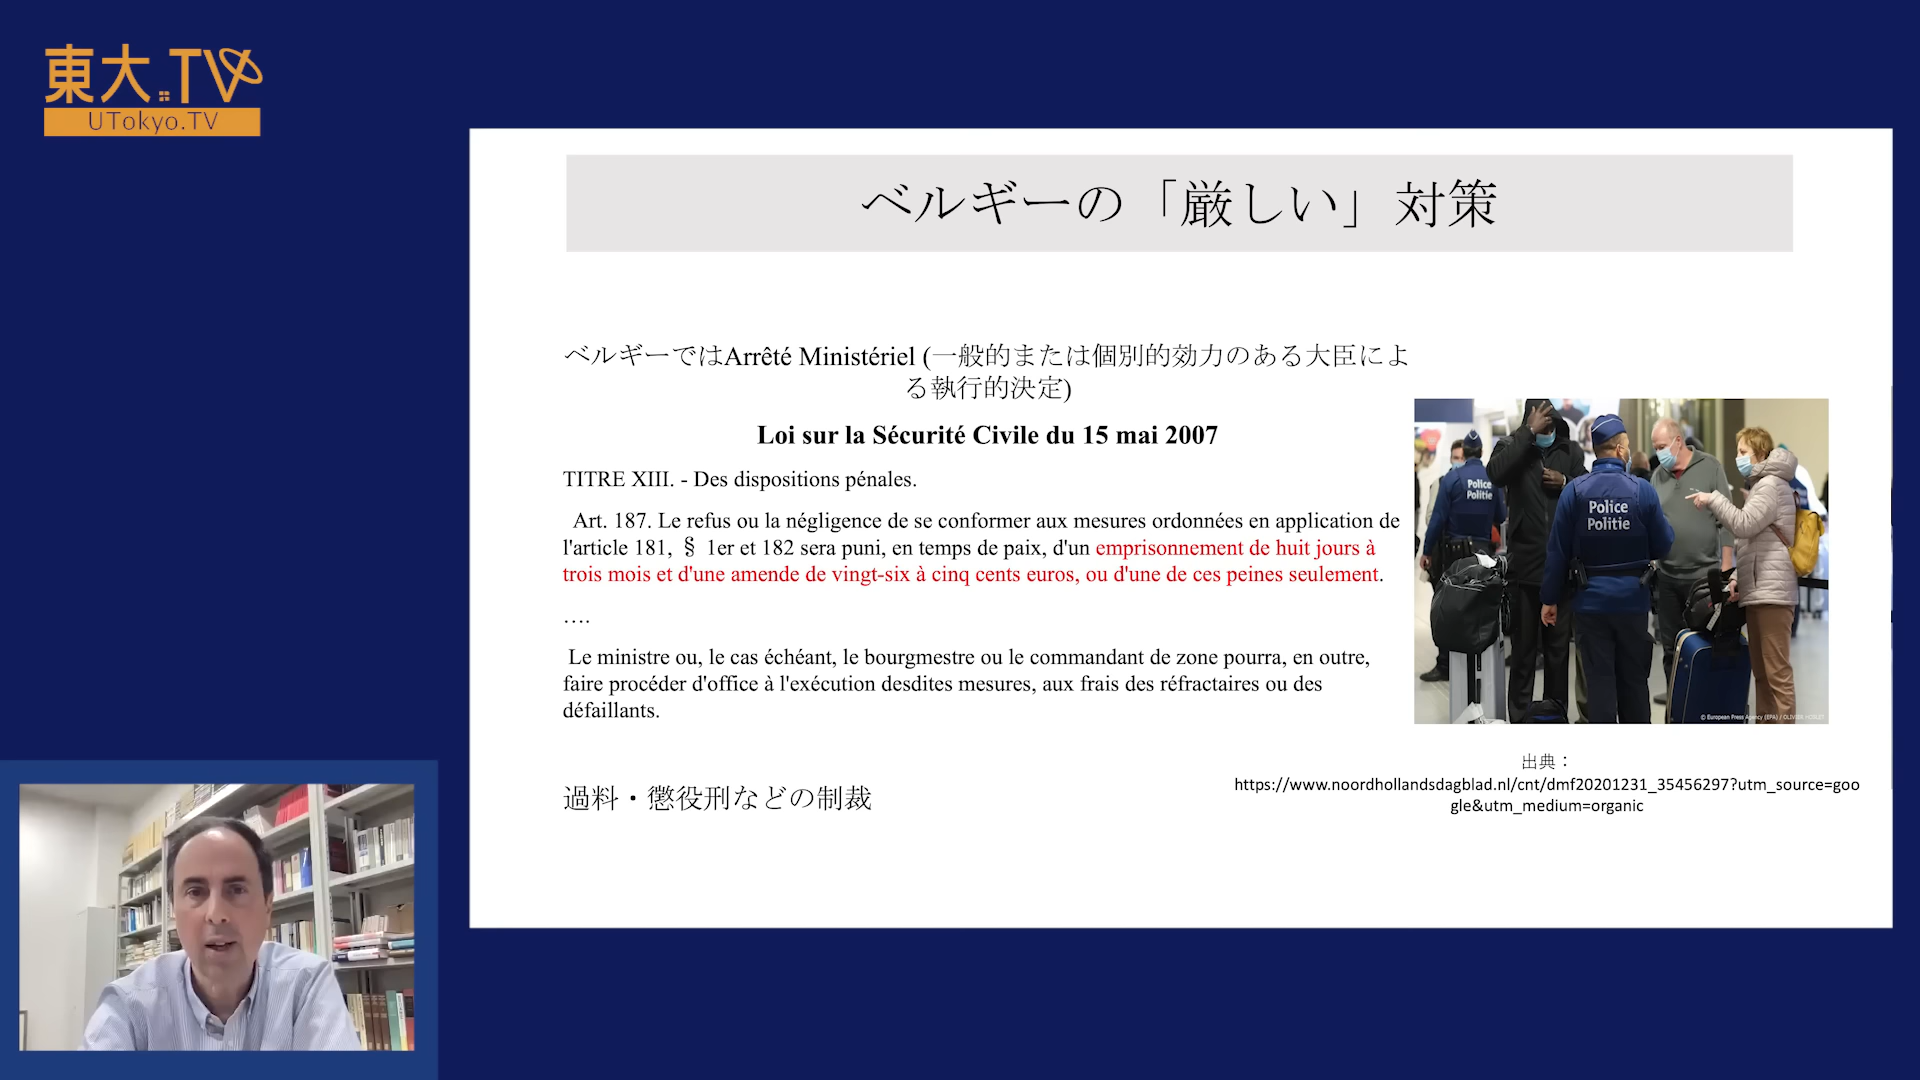 東大.TV
UTokyo.TV
ベルギーの「厳しい」対策
ベルギーではArrêté Ministériel (一般的または個別的効力のある大臣によ
る執行的決定)
Loi sur la Sécurité Civile du 15 mai 2007
TITRE XIII. - Des dispositions pénales.
Art. 187. Le refus ou la négligence de se conformer aux mesures ordonnées en application de
l'article 181, § 1er et 182 sera puni, en temps de paix, d'un emprisonnement de huit jours à
trois mois et d'une amende de vingt-six à cinq cents euros, ou d'une de ces peines seulement.
….
Le ministre ou, le cas échéant, le bourgmestre ou le commandant de zone pourra, en outre,
faire procéder d'office à l'exécution desdites mesures, aux frais des réfractaires ou des
défaillants.
過料・懲役刑などの制裁
Police
Politie
Police
Politie
© European Press Agency (EPA) / OLIVIER HOSLET
出典：
https://www.noordhollandsdagblad.nl/cnt/dmf20201231_35456297?utm_source=goo
gle&utm_medium=organic